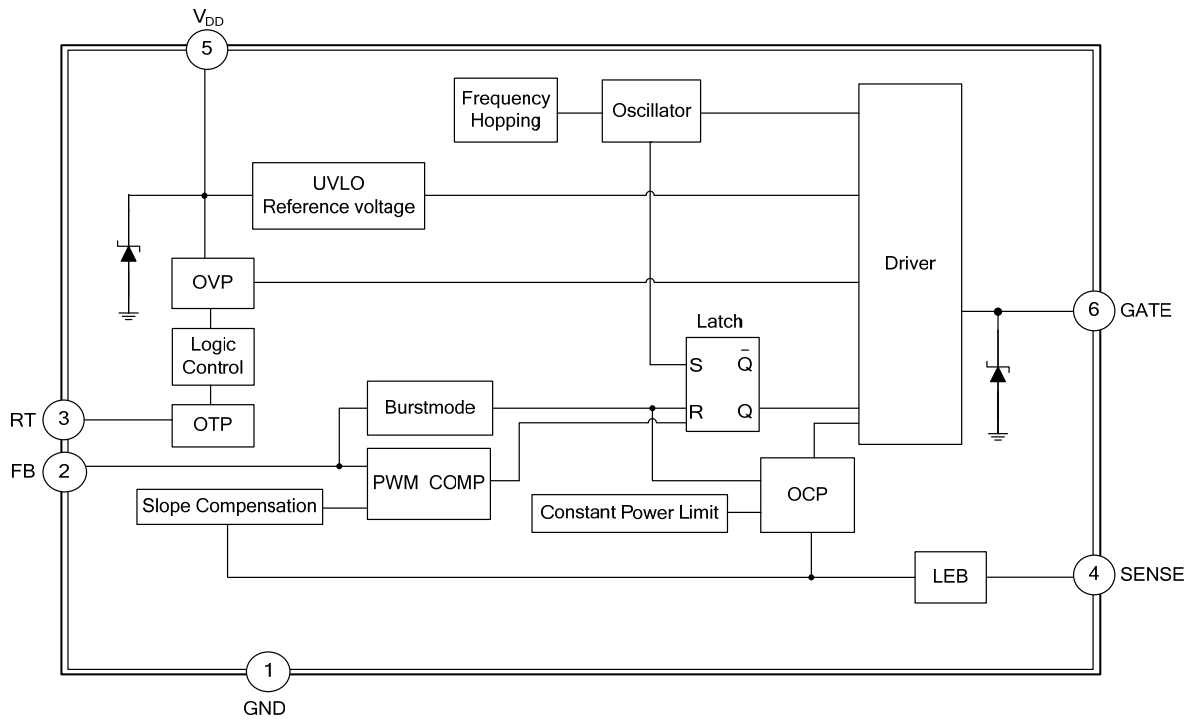 VDD
5
Frequency
Hopping
Oscillator
UVLO
Reference voltage
Driver
OVP
6
GATE
Latch
Logic
Control
S
Q̅
RT
3
OTP
Burstmode
R
Q
FB
2
PWM COMP
Slope Compensation
OCP
Constant Power Limit
LEB
4
SENSE
1
GND